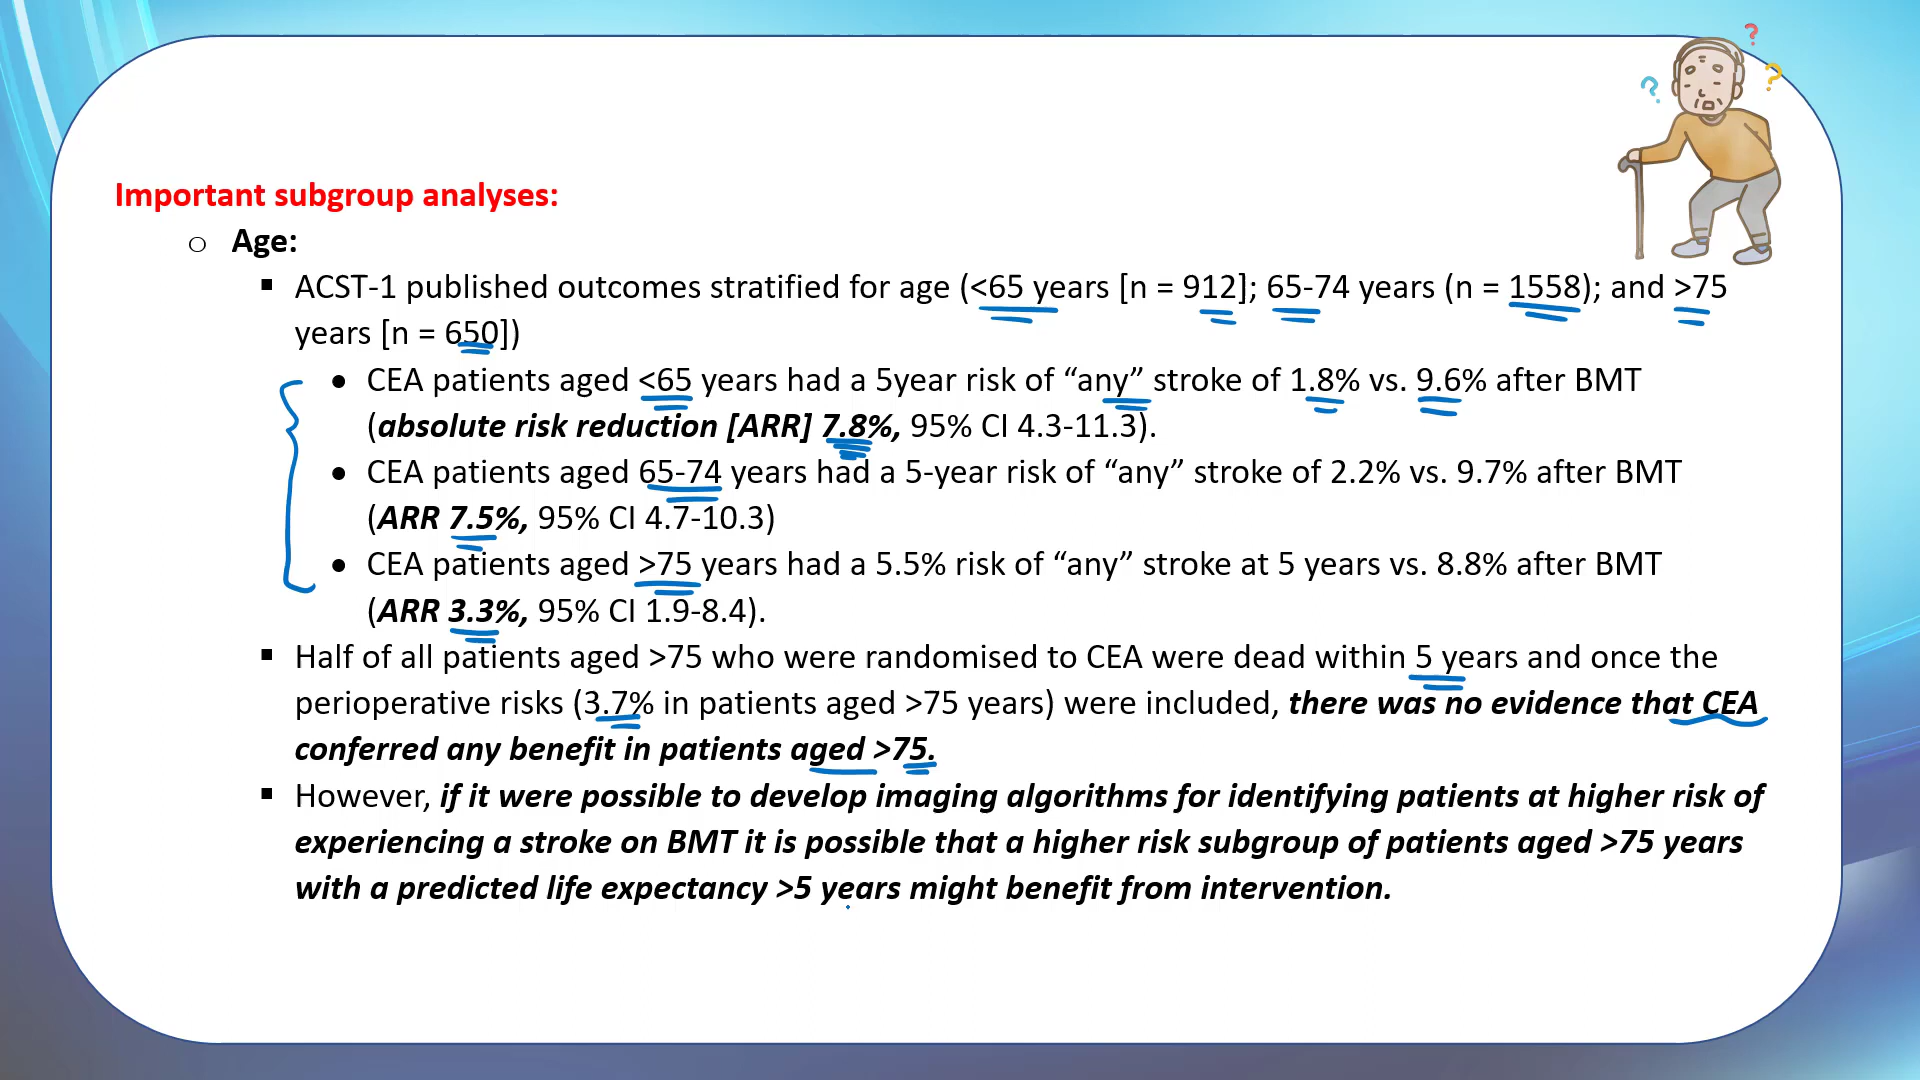 Important subgroup analyses:
o Age:
▪ ACST-1 published outcomes stratified for age (<65 years [n = 912]; 65-74 years (n = 1558); and >75
years [n = 650])
• CEA patients aged <65 years had a 5year risk of “any” stroke of 1.8% vs. 9.6% after BMT
(absolute risk reduction [ARR] 7.8%, 95% CI 4.3-11.3).
• CEA patients aged 65-74 years had a 5-year risk of “any” stroke of 2.2% vs. 9.7% after BMT
(ARR 7.5%, 95% CI 4.7-10.3)
• CEA patients aged >75 years had a 5.5% risk of “any” stroke at 5 years vs. 8.8% after BMT
(ARR 3.3%, 95% CI 1.9-8.4).
▪ Half of all patients aged >75 who were randomised to CEA were dead within 5 years and once the
perioperative risks (3.7% in patients aged >75 years) were included, there was no evidence that CEA
conferred any benefit in patients aged >75.
▪ However, if it were possible to develop imaging algorithms for identifying patients at higher risk of
experiencing a stroke on BMT it is possible that a higher risk subgroup of patients aged >75 years
with a predicted life expectancy >5 years might benefit from intervention.